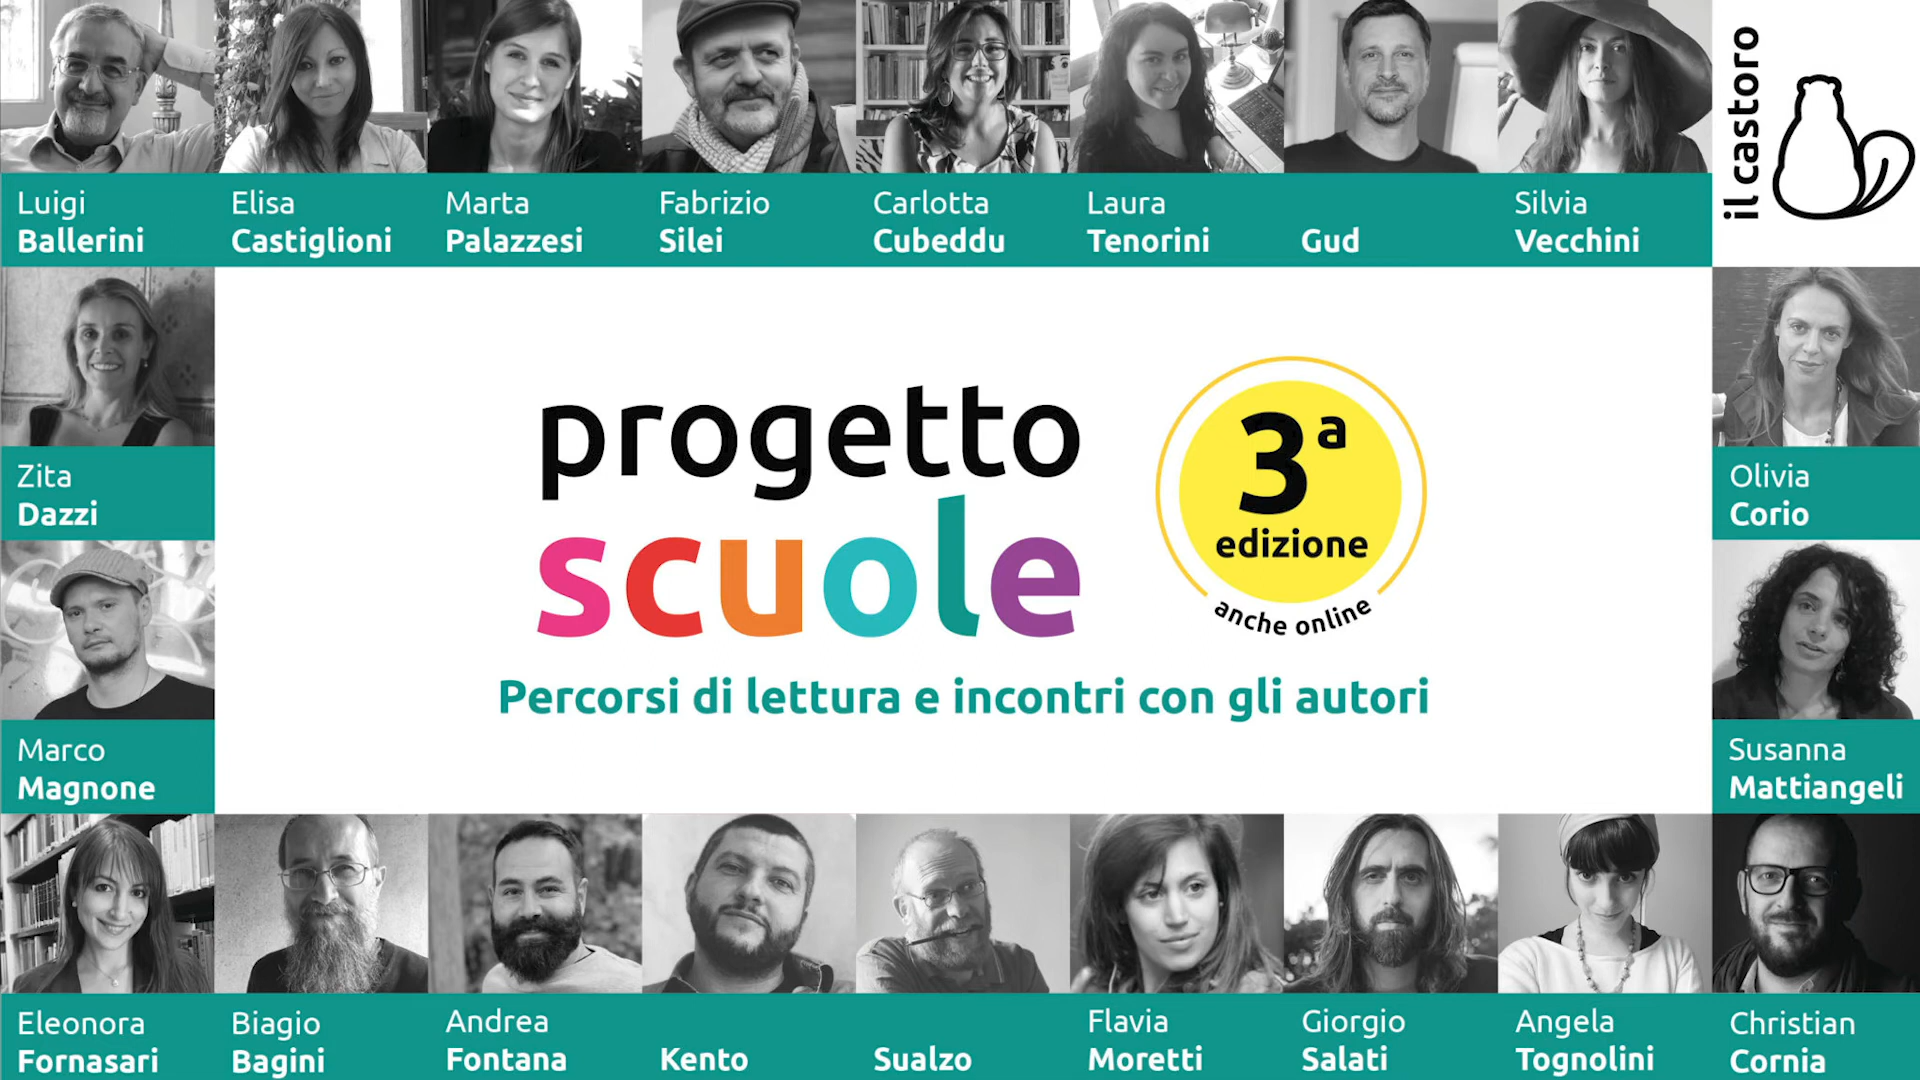 Luigi
Ballerini
Elisa
Castiglioni
Marta
Palazzesi
Fabrizio
Silei
Carlotta
Cubeddu
Laura
Tenorini
Gud
Silvia
Vecchini
il castoro
Zita
Dazzi
Olivia
Corio
progetto
scuole
3ª
edizione
anche online
Percorsi di lettura e incontri con gli autori
Marco
Magnone
Susanna
Mattiangeli
Eleonora
Fornasari
Biagio
Bagini
Andrea
Fontana
Kento
Sualzo
Flavia
Moretti
Giorgio
Salati
Angela
Tognolini
Christian
Cornia